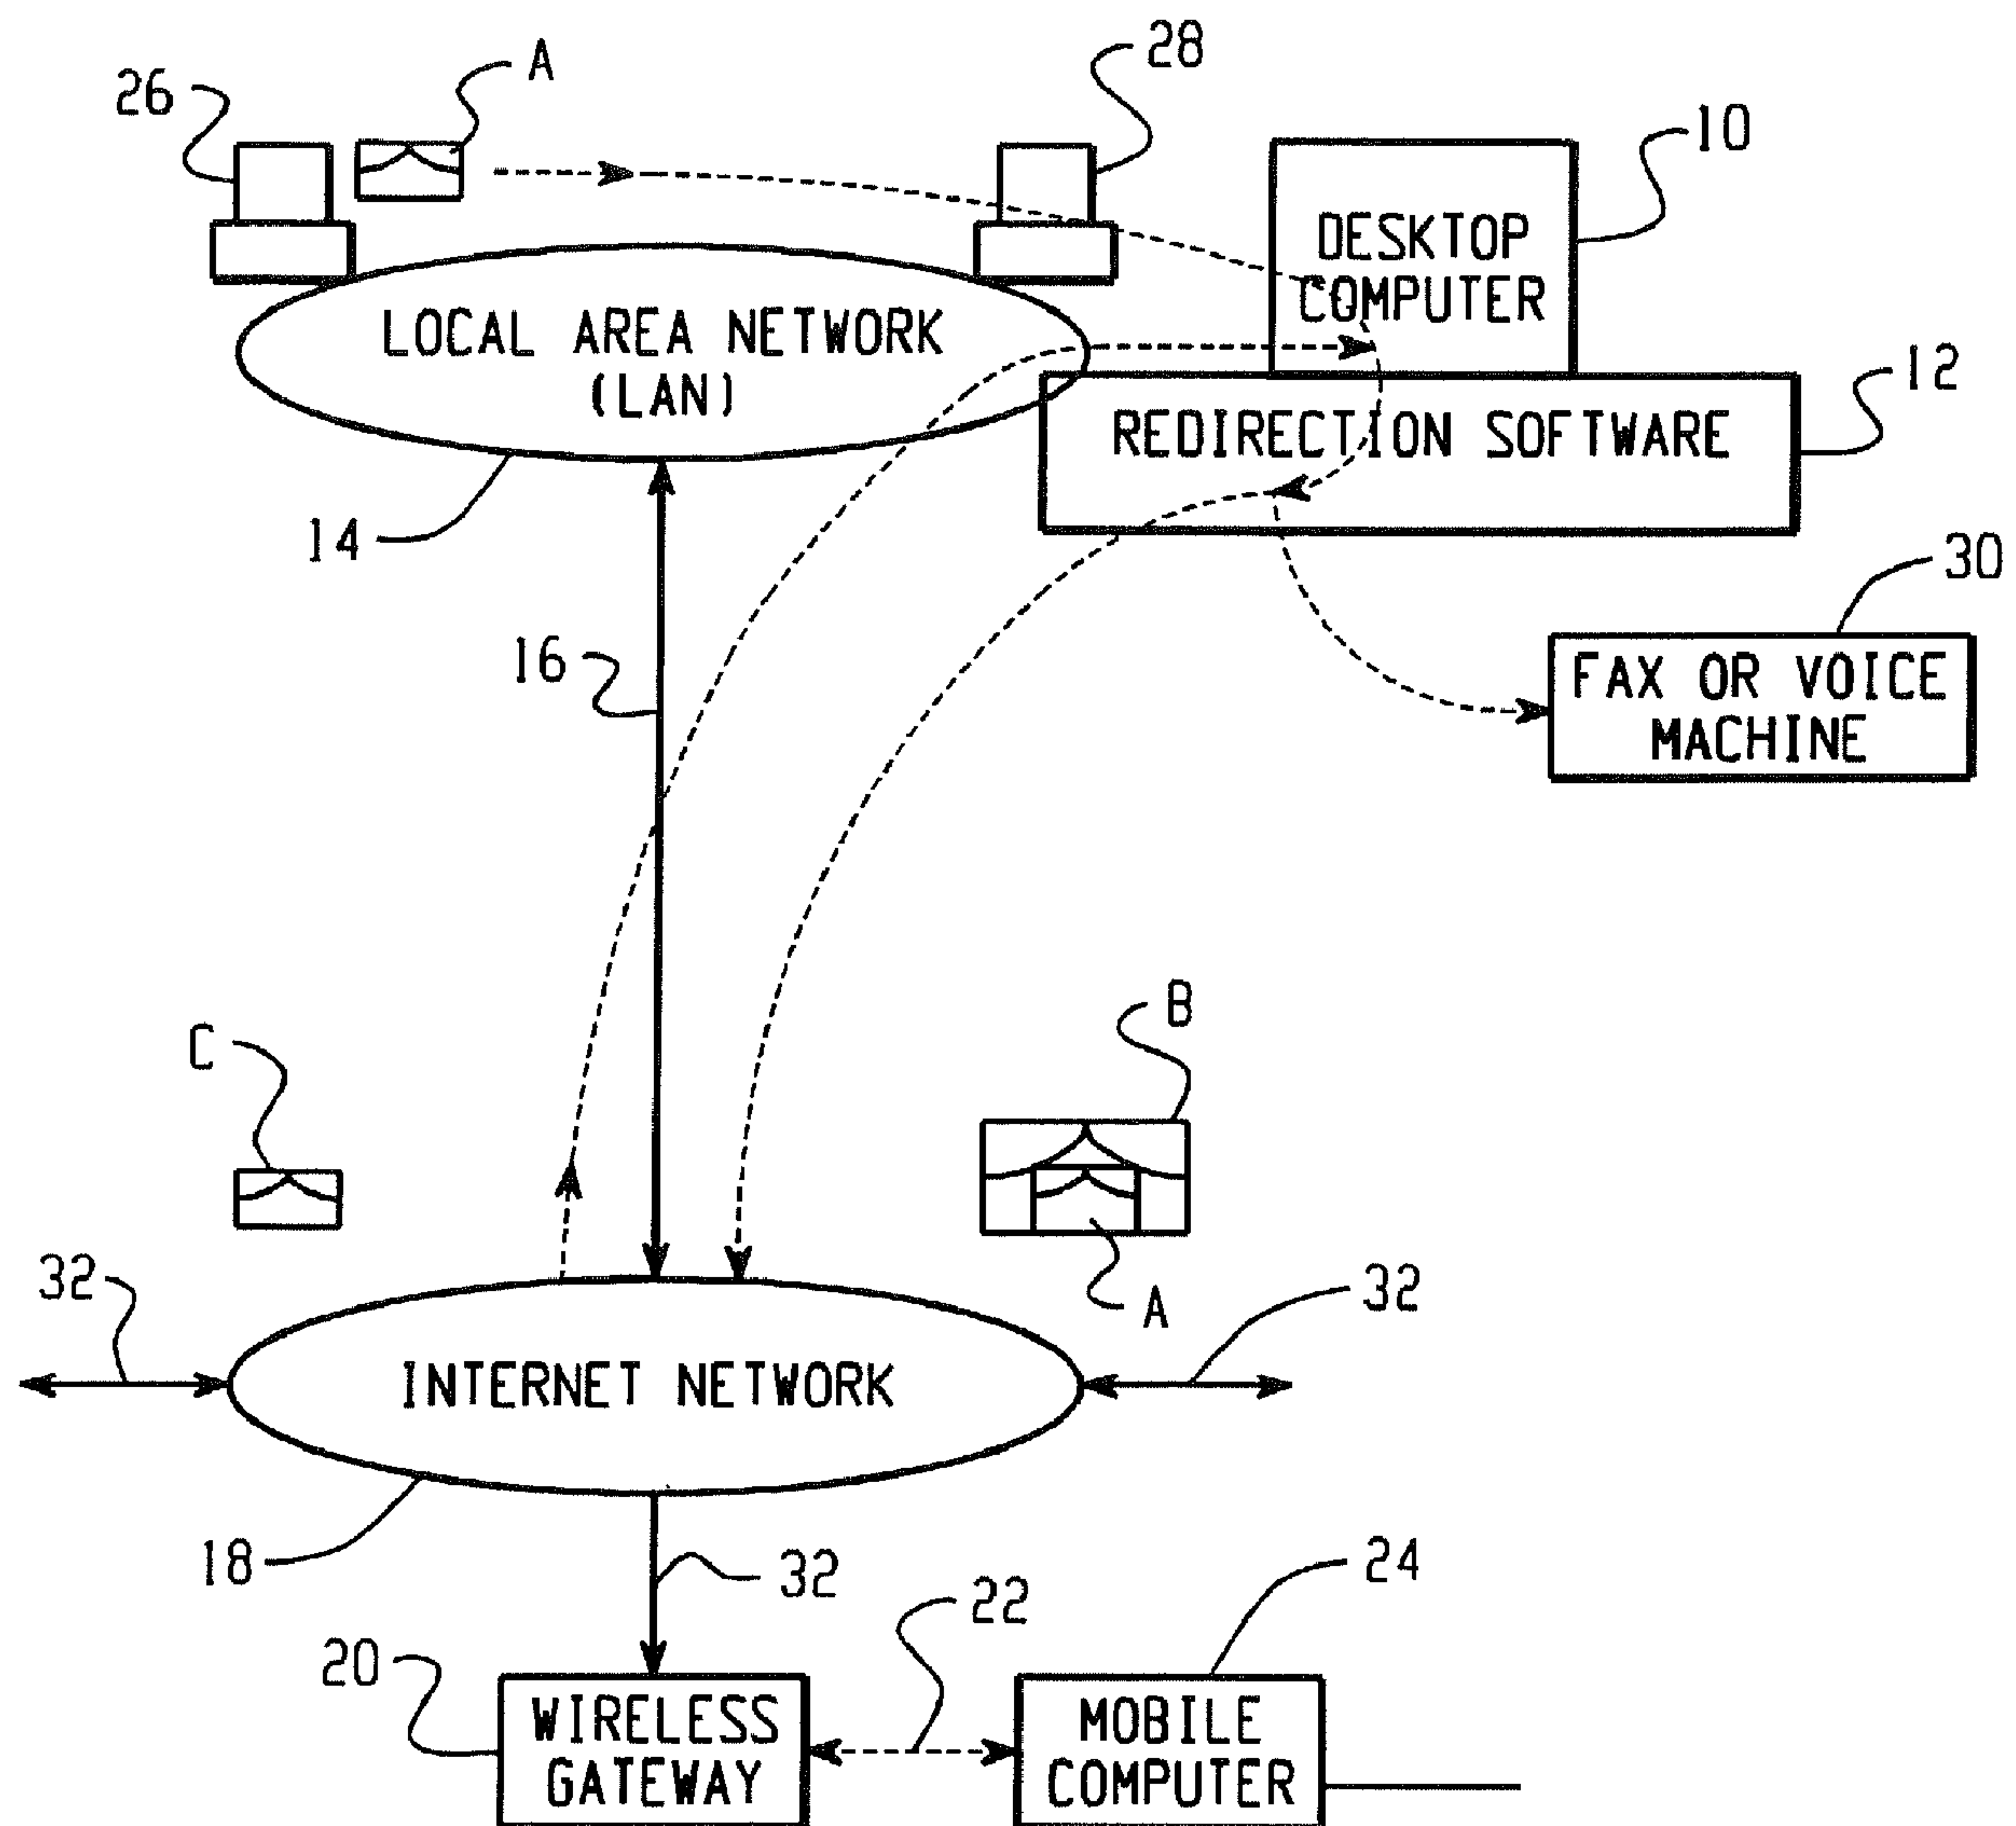 26
A
28
10
DESKTOP
COMPUTER
LOCAL AREA NETWORK
(LAN)
12
REDIRECTION SOFTWARE
14
30
16
FAX OR VOICE
MACHINE
B
C
32
A
32
INTERNET NETWORK
18
32
22
24
20
WIRELESS
GATEWAY
MOBILE
COMPUTER